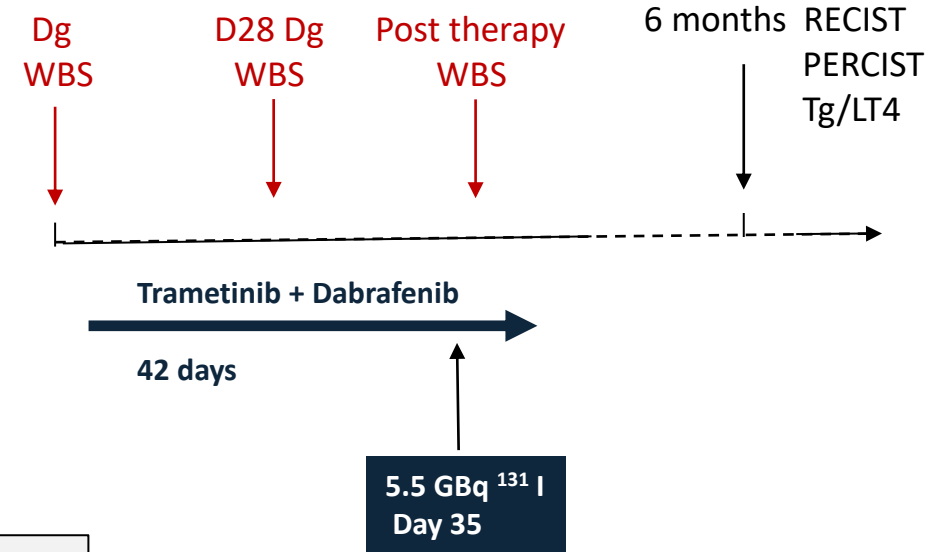 Dg
WBS
D28 Dg
WBS
Post therapy
WBS
6 months RECIST
PERCIST
Tg/LT4
Trametinib + Dabrafenib
42 days
5.5 GBq ¹³¹ I
Day 35